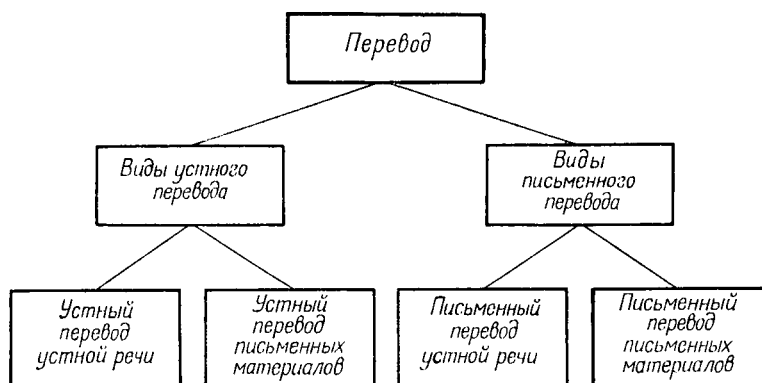 Перевод
Виды устного
перевода
Виды
письменного
перевода
Устный
перевод
устной речи
Устный
перевод
письменных
материалов
Письменный
перевод
устной речи
Письменный
перевод
письменных
материалов